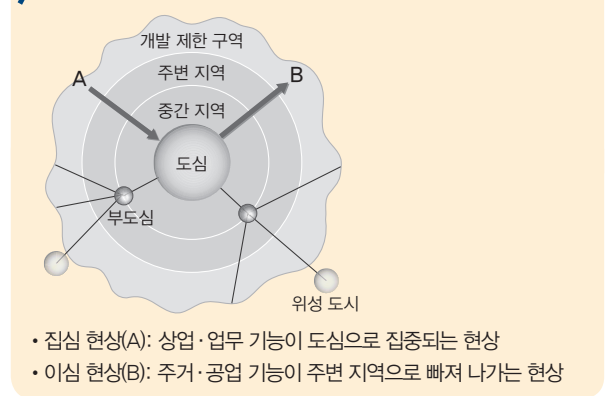 개발 제한 구역
A
주변 지역
B
중간 지역
도심
부도심
위성 도시
• 집심 현상(A): 상업·업무 기능이 도심으로 집중되는 현상
• 이심 현상(B): 주거·공업 기능이 주변 지역으로 빠져 나가는 현상